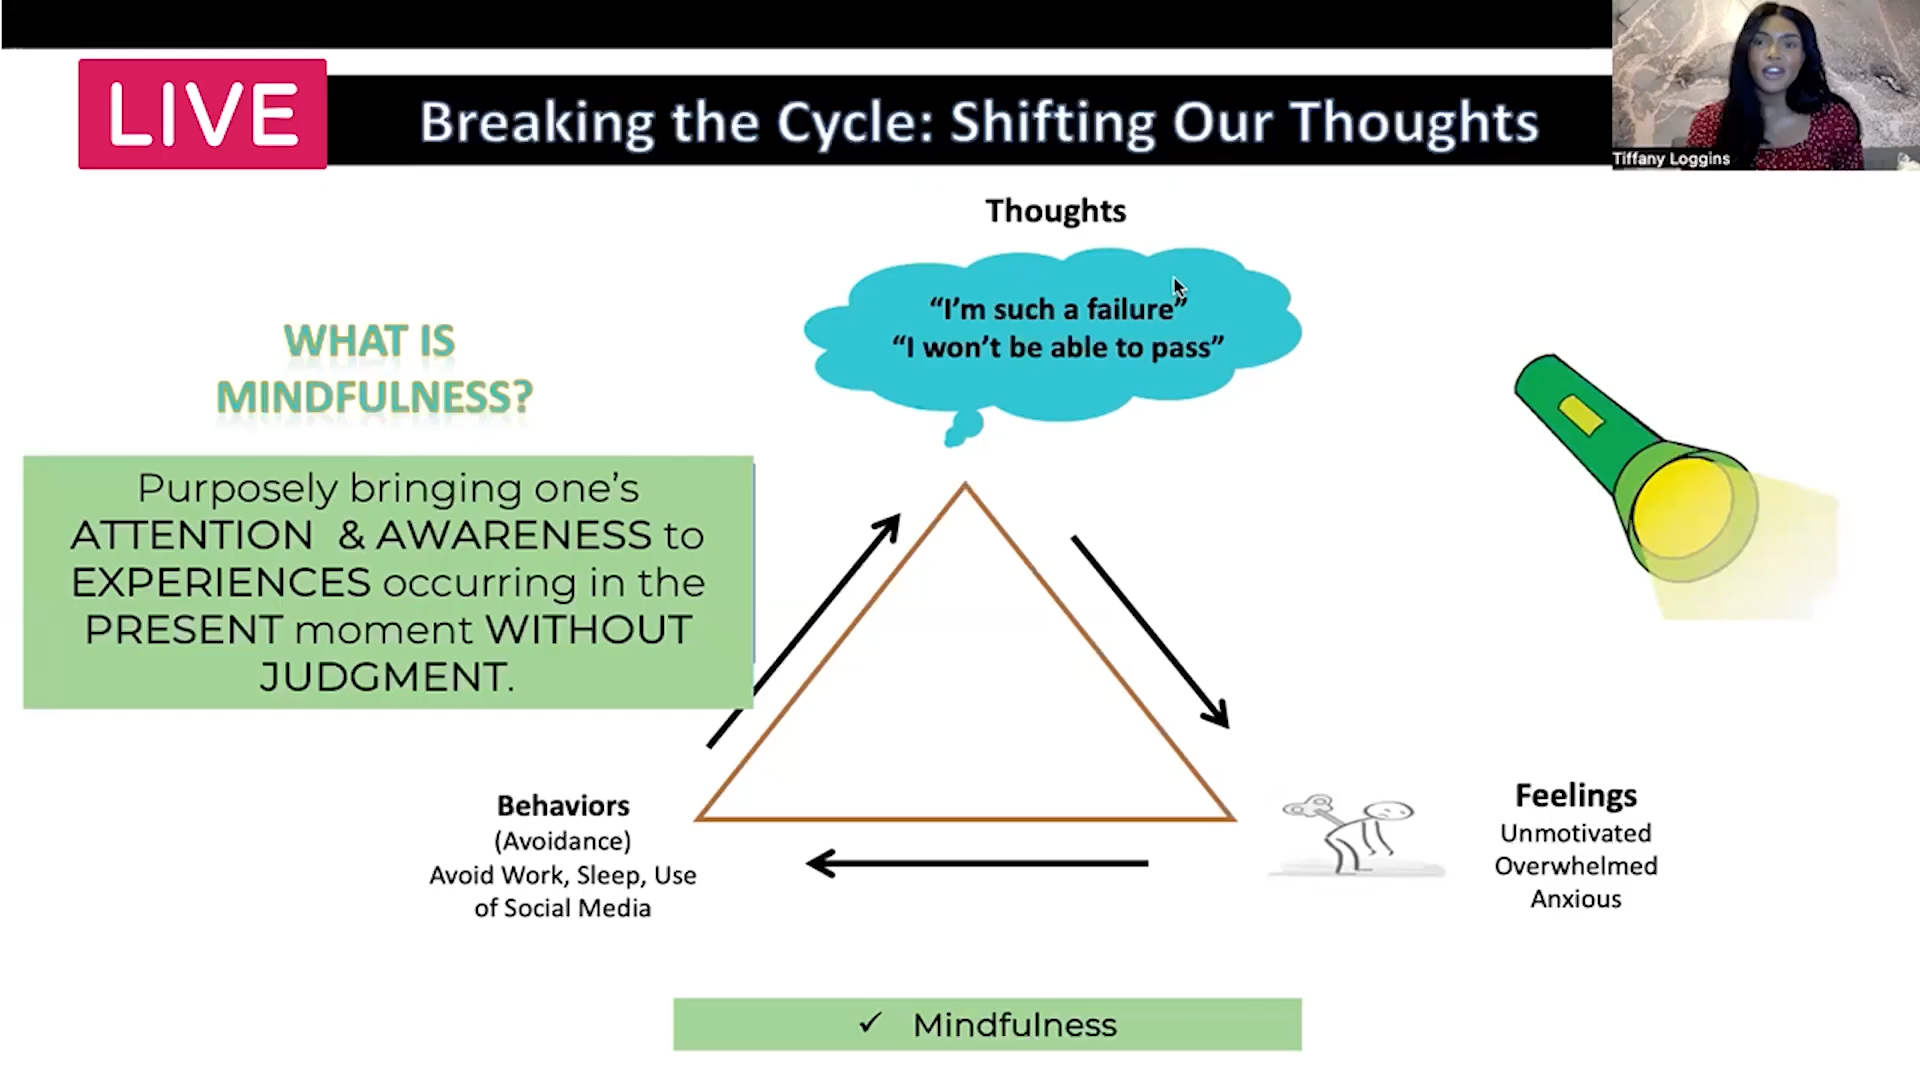 LIVE
Breaking the Cycle: Shifting Our Thoughts
Tiffany Loggins
Thoughts
“I’m such a failure”
“I won’t be able to pass”
WHAT IS
MINDFULNESS?
Purposely bringing one’s
ATTENTION & AWARENESS to
EXPERIENCES occurring in the
PRESENT moment WITHOUT
JUDGMENT.
Behaviors
(Avoidance)
Avoid Work, Sleep, Use
of Social Media
Feelings
Unmotivated
Overwhelmed
Anxious
✓ Mindfulness